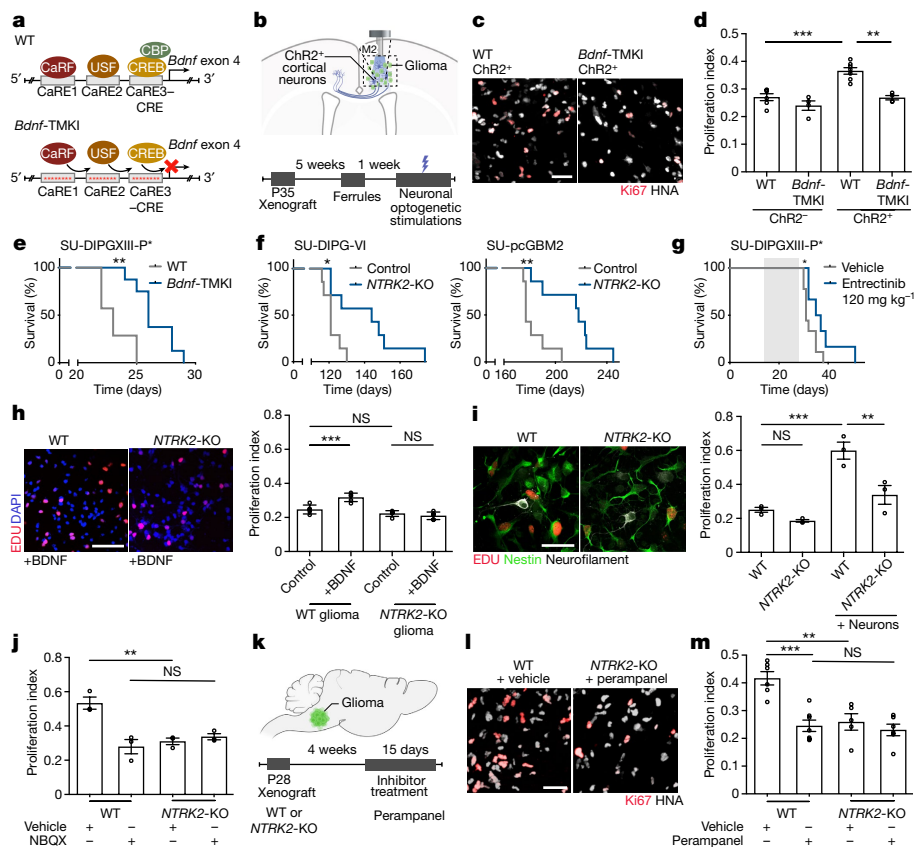 a
WT
CBP
CaRF USF CREB Bdnf exon 4
5′ 3′
CaRE1 CaRE2 CaRE3–
CRE
Bdnf-TMKI
CaRF USF CREB Bdnf exon 4
5′ 3′
CaRE1 CaRE2 CaRE3
–CRE
b
M2
ChR2+
cortical
neurons
Glioma
5 weeks 1 week
P35
Xenograft
Ferrules
Neuronal
optogenetic
stimulations
c
WT
ChR2+
Bdnf-TMKI
ChR2+
Ki67 HNA
d
Proliferation index
0.5
0.4
0.3
0.2
0.1
0
*** **
WT Bdnf-TMKI WT Bdnf-TMKI
ChR2− ChR2+
e
SU-DIPGXIII-P*
WT
Bdnf-TMKI
**
Survival (%)
100
50
0
0 20 25 30
Time (days)
f
SU-DIPG-VI
Control
NTRK2-KO
*
Survival (%)
100
50
0
0 120 160
Time (days)
SU-pcGBM2
Control
NTRK2-KO
**
Survival (%)
100
50
0
0 160 200 240
Time (days)
g
SU-DIPGXIII-P*
Vehicle
Entrectinib
120 mg kg−1
*
Survival (%)
100
50
0
0 20 40
Time (days)
h
WT NTRK2-KO
EDU DAPI
+BDNF +BDNF
Proliferation index
0.6
0.4
0.2
0
NS
*** NS
Control +BDNF Control +BDNF
WT glioma NTRK2-KO
glioma
i
WT NTRK2-KO
EDU Nestin Neurofilament
Proliferation index
0.8
0.6
0.4
0.2
0
*** **
NS
WT NTRK2-KO WT NTRK2-KO
+ Neurons
j
Proliferation index
0.8
0.6
0.4
0.2
0
**
NS
WT NTRK2-KO
Vehicle + − + −
NBQX − + − +
k
Glioma
4 weeks 15 days
P28
Xenograft
Inhibitor
treatment
WT or
NTRK2-KO
Perampanel
l
WT
+ vehicle
NTRK2-KO
+ perampanel
Ki67 HNA
m
Proliferation index
0.5
0.4
0.3
0.2
0.1
0
**
*** NS
WT NTRK2-KO
Vehicle + − + −
Perampanel − + − +